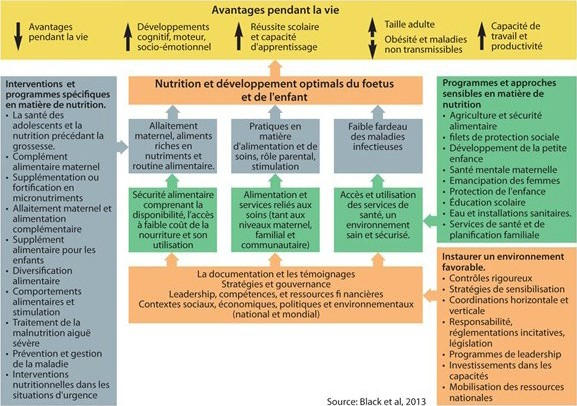 Avantages pendant la vie
Avantages
pendant la vie
Développements
cognitif, moteur,
socio-émotionnel
Réussite scolaire
et capacité
d'apprentissage
Taille adulte
Obésité et maladies
non transmissibles
Capacité de
travail et
productivité
Interventions et
programmes spécifiques
en matière de nutrition.
• La santé des
adolescents et la
nutrition précédant la
grossesse.
• Complément
alimentaire maternel
• Supplémentation ou
fortification en
micronutriments
• Allaitement maternel et
alimentation
complémentaire
• Supplément
alimentaire pour les
enfants
• Diversification
alimentaire
• Comportements
alimentaires et
stimulation
• Traitement de la
malnutrition aiguë
sévère
• Prévention et gestion
de la maladie
• Interventions
nutritionnelles dans les
situations d'urgence
Nutrition et développement optimals du foetus
et de l'enfant
Allaitement
maternel, aliments
riches en
nutriments et
routine alimentaire.
Pratiques en
matière
d'alimentation et de
soins, rôle parental,
stimulation
Faible fardeau
des maladies
infectieuses
Sécurité alimentaire
comprenant la
disponibilité, l'accès
à faible coût de la
nourriture et son
utilisation
Alimentation et
services reliés aux
soins (tant aux
niveaux maternel,
familial et
communautaire)
Accès et utilisation
des services de
santé, un
environnement
sain et sécurisé.
La documentation et les témoignages
Stratégies et gouvernance
Leadership, compétences, et ressources fi nancières
Contextes sociaux, économiques, politiques et environnementaux
(national et mondial)
Programmes et approches
sensibles en matière de
nutrition
• Agriculture et sécurité
alimentaire
• filets de protection sociale
• Développement de la petite
enfance
• Santé mentale maternelle
• Emancipation des femmes
• Protection de l'enfance
• Éducation scolaire
• Eau et installations sanitaires.
• Services de santé et de
planification familiale
Instaurer un environnement
favorable.
• Contrôles rigoureux
• Stratégies de sensibilisation
• Coordinations horizontale et
verticale
• Responsabilité,
réglementations incitatives,
législation
• Programmes de leadership
• Investissements dans les
capacités
• Mobilisation des ressources
nationales
Source: Black et al, 2013